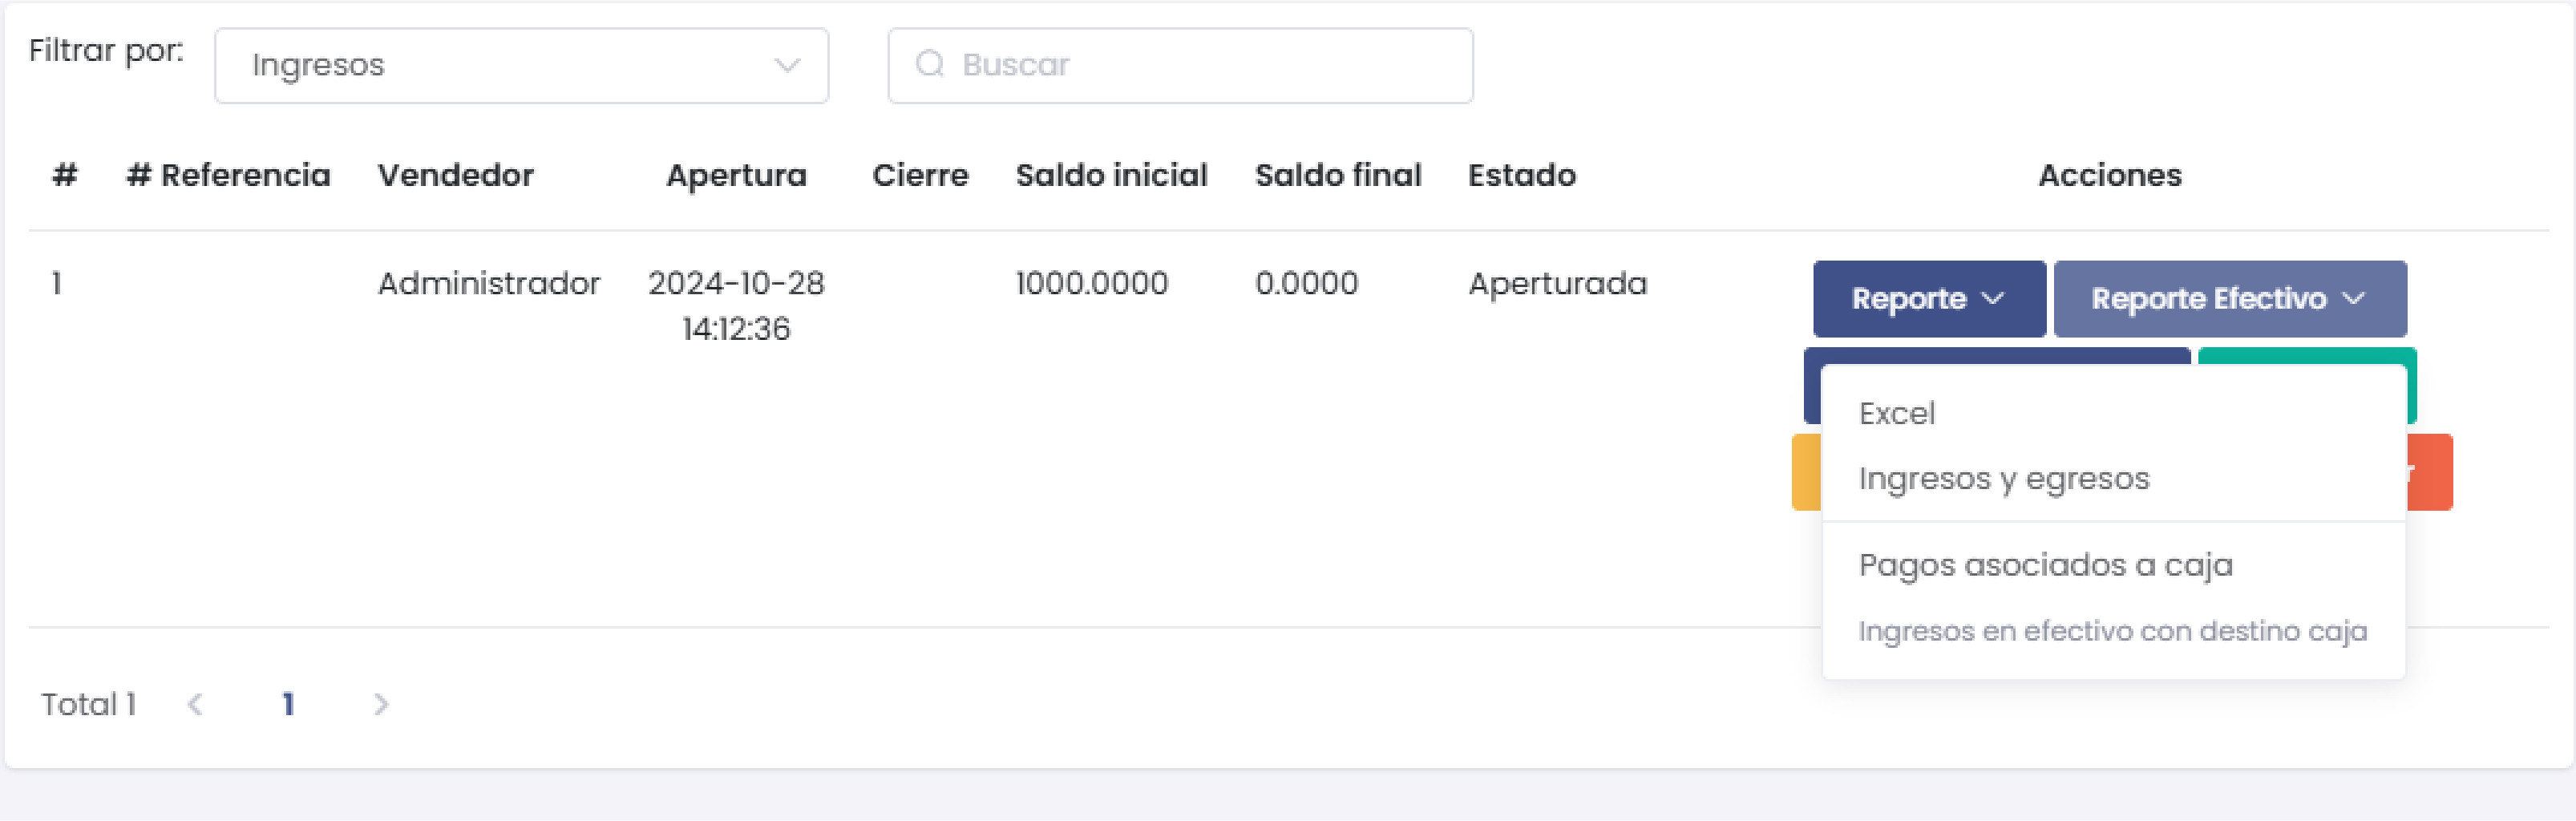 Filtrar por: Ingresos Buscar
# # Referencia Vendedor Apertura Cierre Saldo inicial Saldo final Estado Acciones
1 Administrador 2024-10-28 14:12:36 1000.0000 0.0000 Aperturada Reporte Reporte Efectivo
Excel
Ingresos y egresos
Pagos asociados a caja
Ingresos en efectivo con destino caja
Total 1 < 1 >